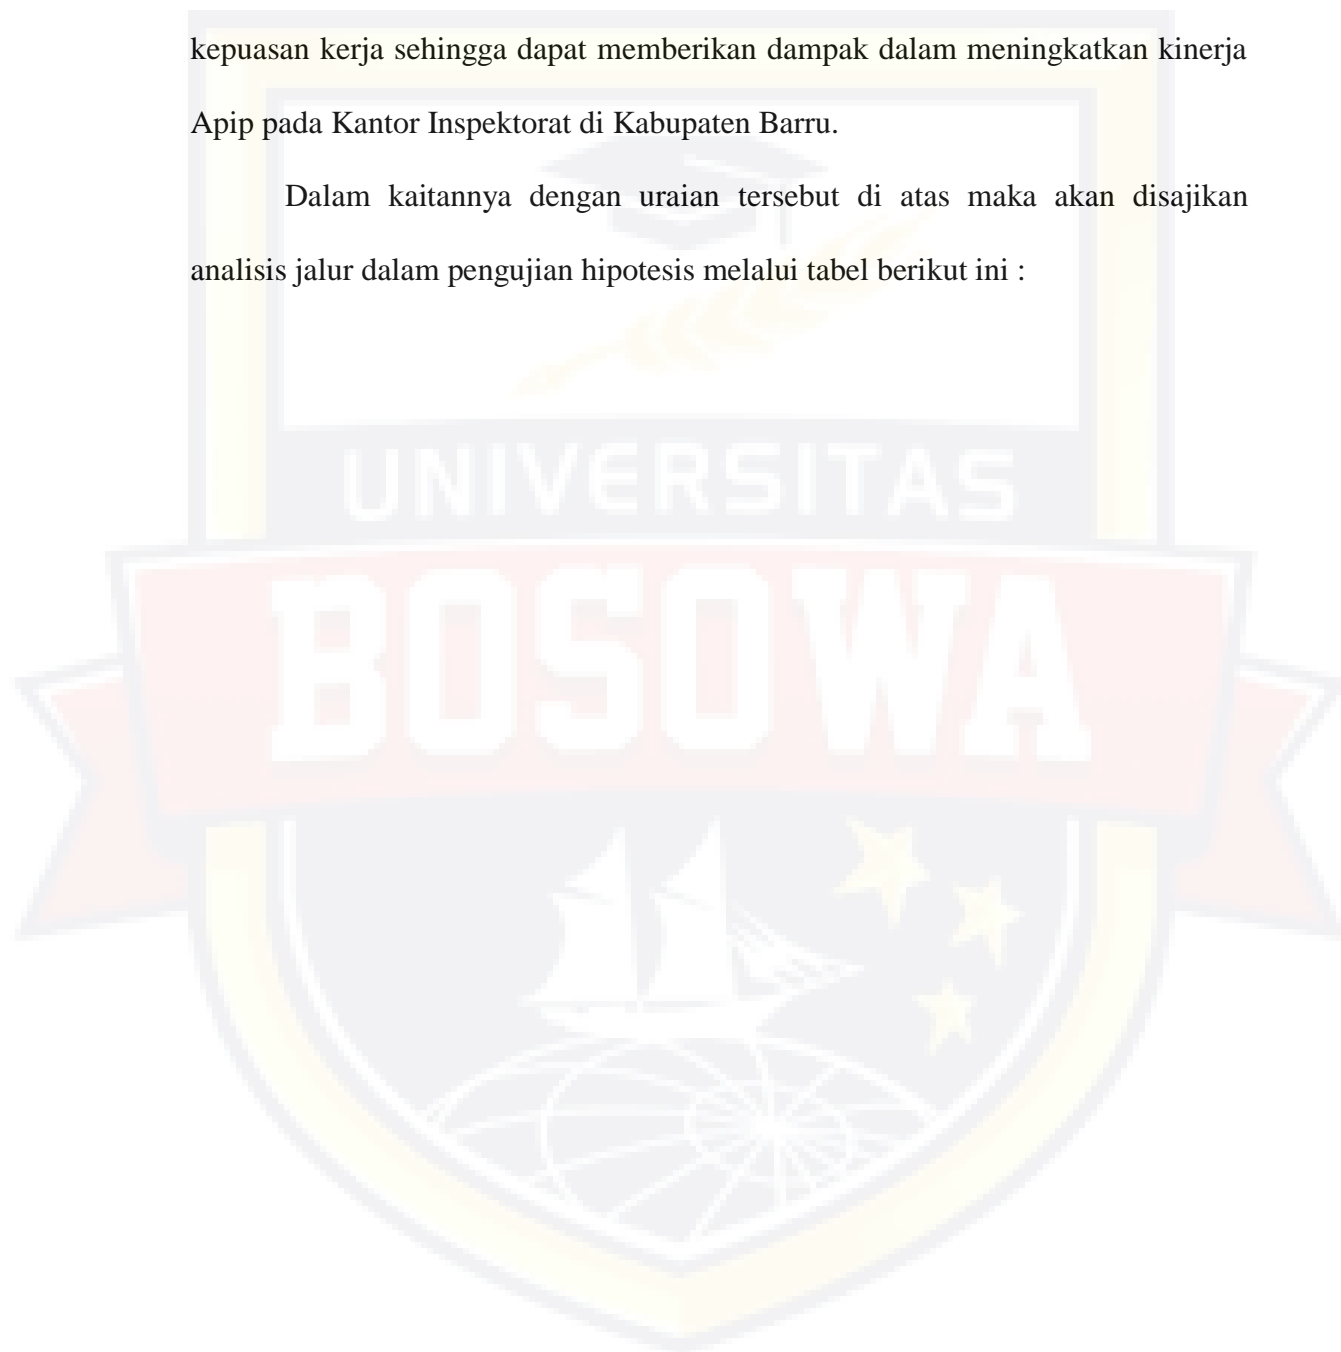 kepuasan kerja sehingga dapat memberikan dampak dalam meningkatkan kinerja
Apip pada Kantor Inspektorat di Kabupaten Barru.
Dalam kaitannya dengan uraian tersebut di atas maka akan disajikan
analisis jalur dalam pengujian hipotesis melalui tabel berikut ini :
UNIVERSITAS
BOSOWA